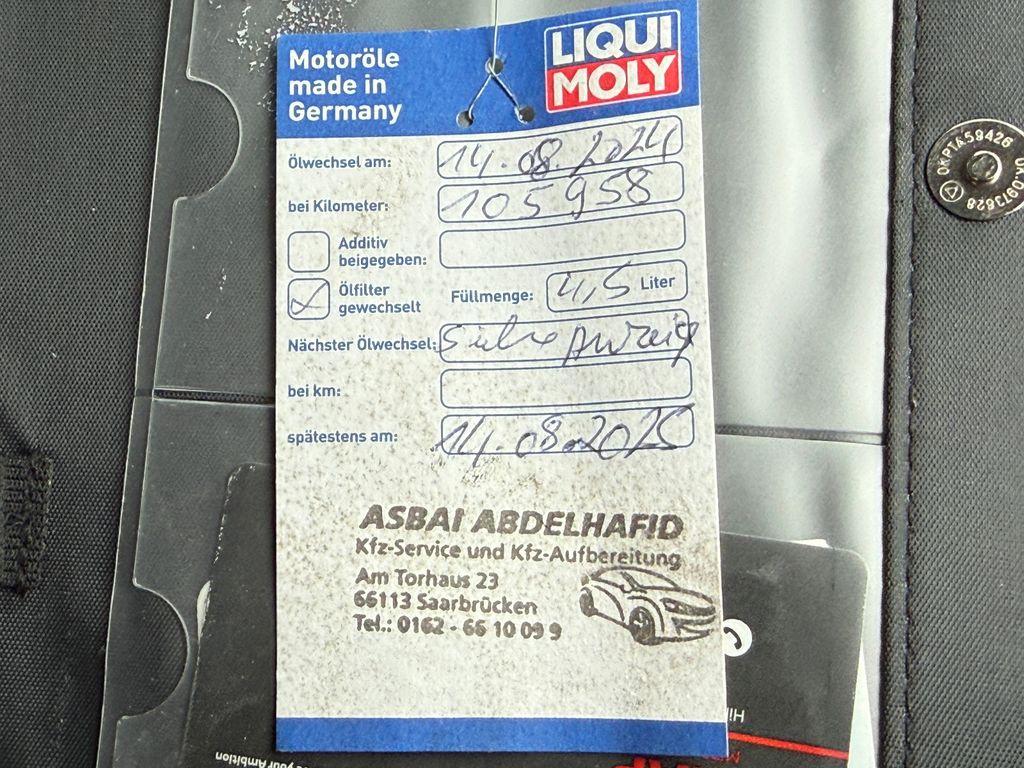 Motoröle
made in
Germany
LIQUI
MOLY
Ölwechsel am: 14.08.2024
bei Kilometer: 105958
Additiv
beigegeben:
Ölfilter
gewechselt
Füllmenge: 4,5 Liter
Nächster Ölwechsel: Siehe Anzeige
bei km:
spätestens am: 14.08.2025
ASBAI ABDELHAFID
Kfz-Service und Kfz-Aufbereitung
Am Torhaus 23
66113 Saarbrücken
Tel.: 0162 - 66 10 09 9
your Ambition